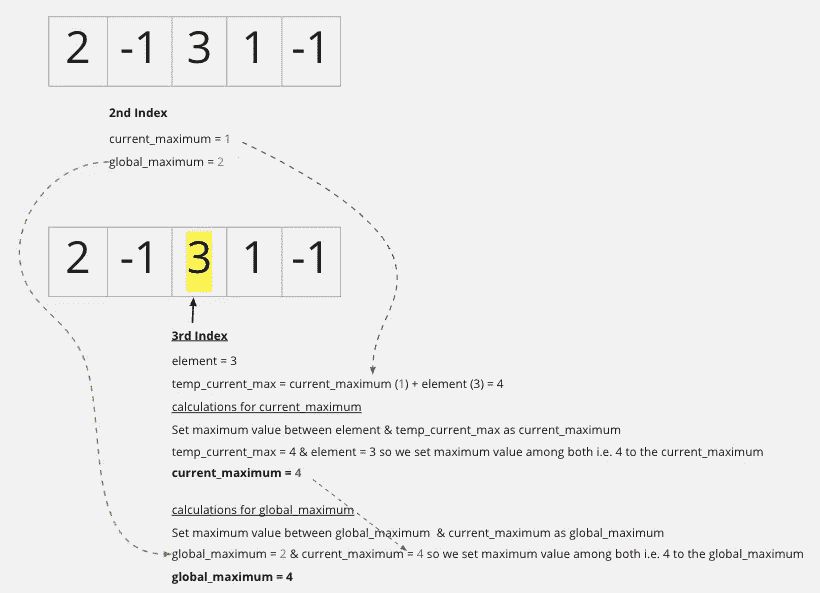 2 -1 3 1 -1
2nd Index
current_maximum = 1
global_maximum = 2
2 -1 3 1 -1
3rd Index
element = 3
temp_current_max = current_maximum (1) + element (3) = 4
calculations for current_maximum
Set maximum value between element & temp_current_max as current_maximum
temp_current_max = 4 & element = 3 so we set maximum value among both i.e. 4 to the current_maximum
current_maximum = 4
calculations for global_maximum
Set maximum value between global_maximum & current_maximum as global_maximum
global_maximum = 2 & current_maximum = 4 so we set maximum value among both i.e. 4 to the global_maximum
global_maximum = 4